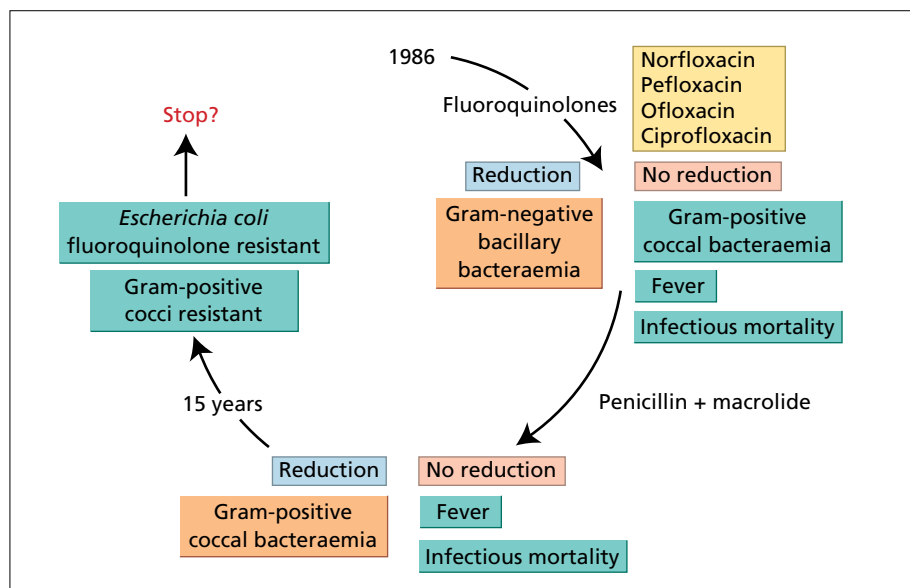 1986
Fluoroquinolones
Norfloxacin
Pefloxacin
Ofloxacin
Ciprofloxacin
Reduction
Gram-negative
bacillary
bacteraemia
No reduction
Gram-positive
coccal bacteraemia
Fever
Infectious mortality
Penicillin + macrolide
Reduction
Gram-positive
coccal bacteraemia
No reduction
Fever
Infectious mortality
15 years
Gram-positive
cocci resistant
Escherichia coli
fluoroquinolone resistant
Stop?